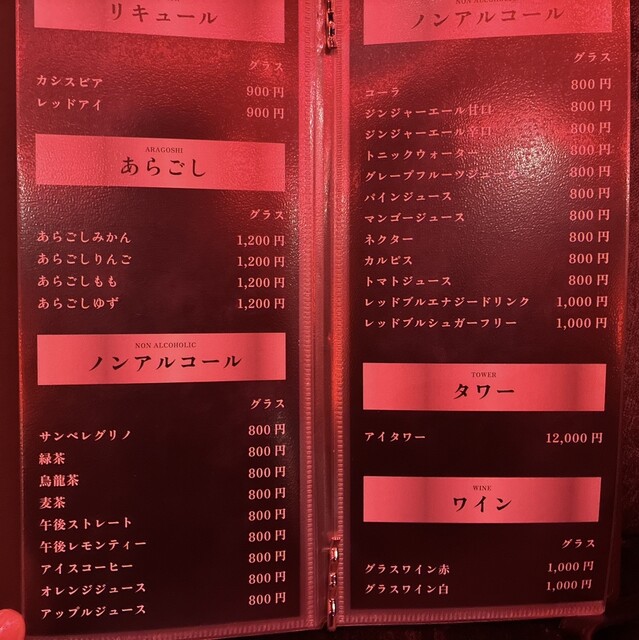 リキュール
グラス
カシスビア 900円
レッドアイ 900円
ARAGOSHI
あらごし
グラス
あらごしみかん 1,200円
あらごしりんご 1,200円
あらごしもも 1,200円
あらごしゆず 1,200円
NON ALCOHOLIC
ノンアルコール
グラス
サンペレグリノ 800円
緑茶 800円
烏龍茶 800円
麦茶 800円
午後ストレート 800円
午後レモンティー 800円
アイスコーヒー 800円
オレンジジュース 800円
アップルジュース 800円
NON ALCOHOLIC
ノンアルコール
グラス
コーラ 800円
ジンジャーエール甘口 800円
ジンジャーエール辛口 800円
トニックウォーター 800円
グレープフルーツジュース 800円
パインジュース 800円
マンゴージュース 800円
ネクター 800円
カルピス 800円
トマトジュース 800円
レッドブルエナジードリンク 1,000円
レッドブルシュガーフリー 1,000円
TOWER
タワー
アイタワー 12,000円
WINE
ワイン
グラス
グラスワイン赤 1,000円
グラスワイン白 1,000円